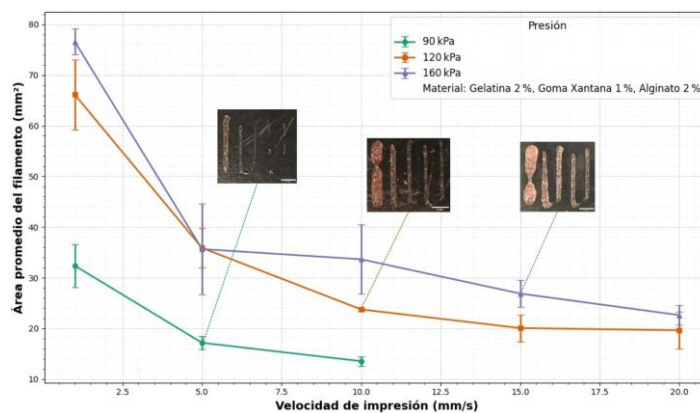 Presión
90 kPa
120 kPa
160 kPa
Material: Gelatina 2 %, Goma Xantana 1 %, Alginato 2 %
Área promedio del filamento (mm²)
80
70
60
50
40
30
20
10
2.5
5.0
7.5
10.0
12.5
15.0
17.5
20.0
Velocidad de impresión (mm/s)